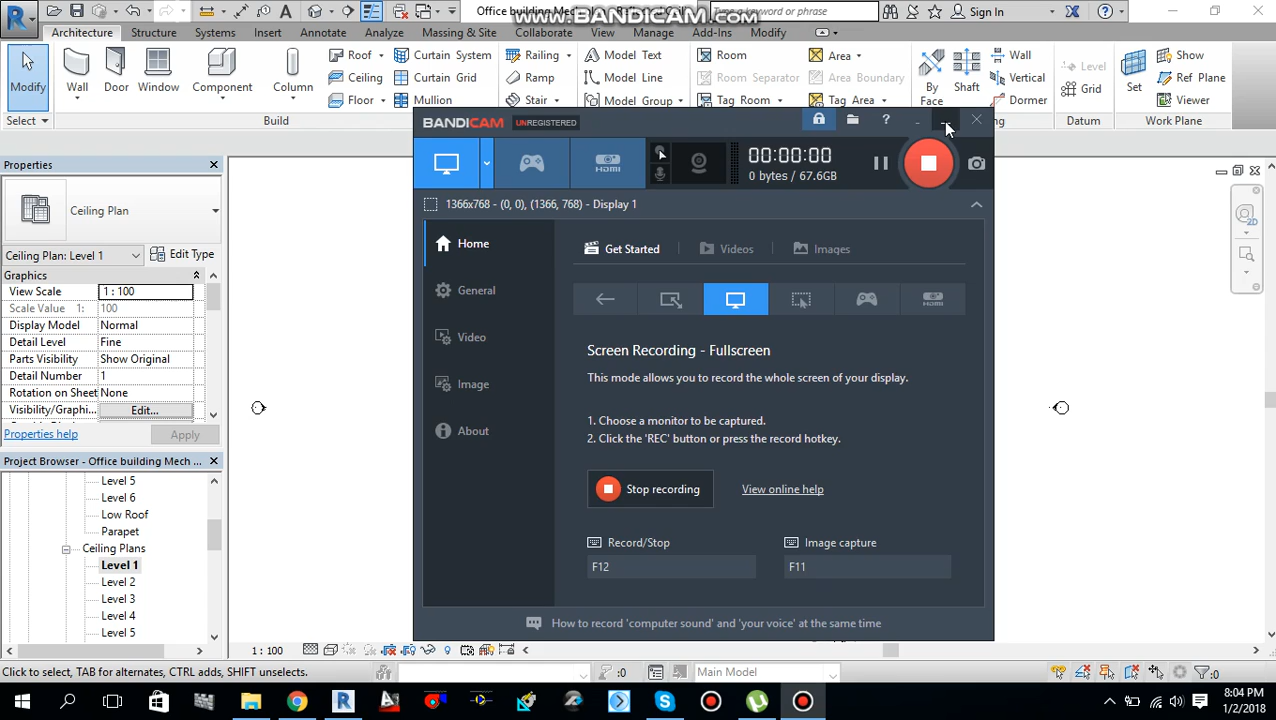 Office building Mech
www.BANDICAM.com
Type a keyword or phrase
Sign In
Architecture Structure Systems Insert Annotate Analyze Massing & Site Collaborate View Manage Add-Ins Modify
Modify Wall Door Window Component Column
Roof Ceiling Floor
Curtain System Curtain Grid Mullion
Railing Ramp Stair
Model Text Model Line Model Group
Room Room Separator Tag Room
Area Area Boundary Tag Area
By Face Shaft
Wall Vertical Dormer
Level Grid
Set Show Ref Plane Viewer
Select Build Datum Work Plane
BANDICAM UNREGISTERED
00:00:00
0 bytes / 67.6GB
1366x768 - (0, 0), (1366, 768) - Display 1
Home
General
Video
Image
About
Get Started Videos Images
HDMI
Screen Recording - Fullscreen
This mode allows you to record the whole screen of your display.
1. Choose a monitor to be captured.
2. Click the 'REC' button or press the record hotkey.
Stop recording View online help
Record/Stop Image capture
F12 F11
How to record 'computer sound' and 'your voice' at the same time
Properties
Ceiling Plan
Ceiling Plan: Level 1 Edit Type
Graphics
View Scale 1 : 100
Scale Value 1: 100
Display Model Normal
Detail Level Fine
Parts Visibility Show Original
Detail Number 1
Rotation on Sheet None
Visibility/Graphi... Edit...
Properties help Apply
Project Browser - Office building Mech ...
Level 5
Level 6
Low Roof
Parapet
Ceiling Plans
Level 1
Level 2
Level 3
Level 4
Level 5
1 : 100
Click to select, TAB for alternates, CTRL adds, SHIFT unselects.
:0 Main Model :0
8:04 PM
1/2/2018